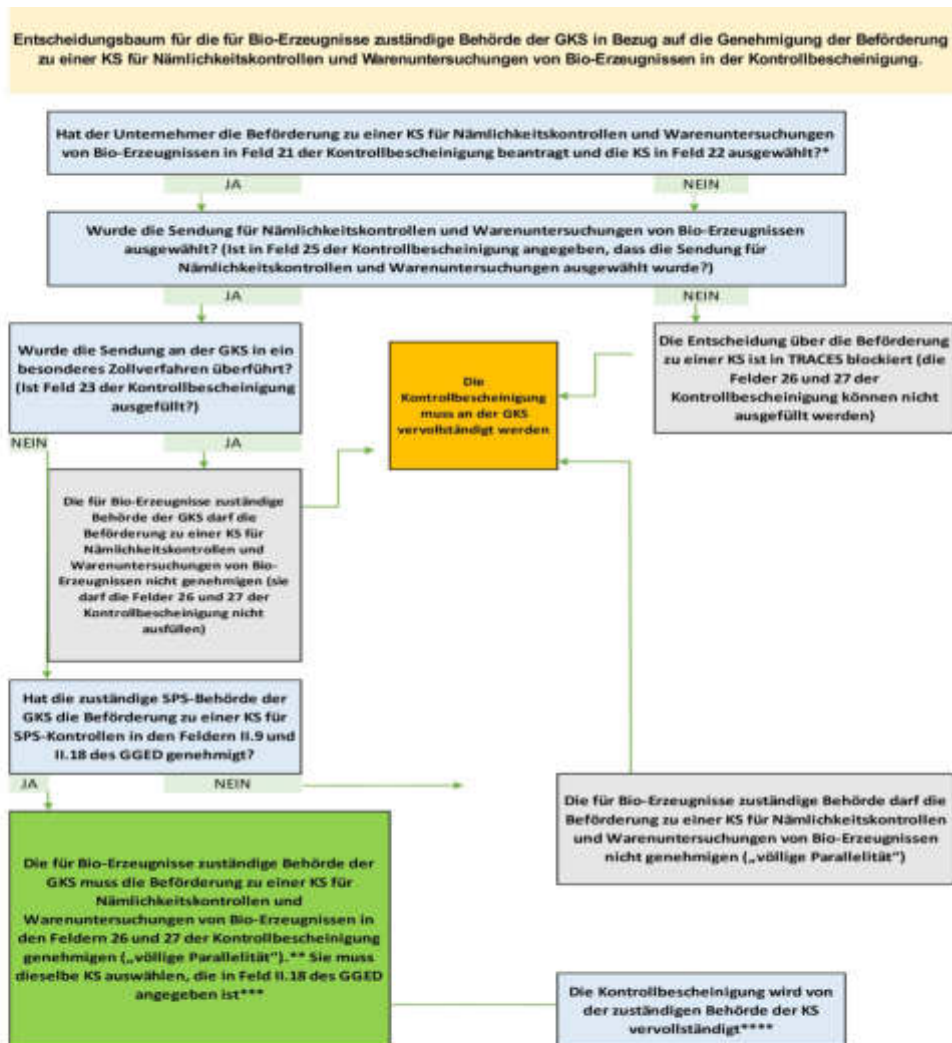 Entscheidungsbaum für die für Bio-Erzeugnisse zuständige Behörde der GKS in Bezug auf die Genehmigung der Beförderung
zu einer KS für Nämlichkeitskontrollen und Warenuntersuchungen von Bio-Erzeugnissen in der Kontrollbescheinigung.
Hat der Unternehmer die Beförderung zu einer KS für Nämlichkeitskontrollen und Warenuntersuchungen
von Bio-Erzeugnissen in Feld 21 der Kontrollbescheinigung beantragt und die KS in Feld 22 ausgewählt?*
JA
NEIN
Wurde die Sendung für Nämlichkeitskontrollen und Warenuntersuchungen von Bio-Erzeugnissen
ausgewählt? (Ist in Feld 25 der Kontrollbescheinigung angegeben, dass die Sendung für
Nämlichkeitskontrollen und Warenuntersuchungen ausgewählt wurde?)
JA
NEIN
Wurde die Sendung an der GKS in ein
besonderes Zollverfahren überführt?
(Ist Feld 23 der Kontrollbescheinigung
ausgefüllt?)
Die
Kontrollbescheinigung
muss an der GKS
vervollständigt werden
Die Entscheidung über die Beförderung
zu einer KS ist in TRACES blockiert (die
Felder 26 und 27 der
Kontrollbescheinigung können nicht
ausgefüllt werden)
NEIN
JA
Die für Bio-Erzeugnisse zuständige
Behörde der GKS darf die
Beförderung zu einer KS für
Nämlichkeitskontrollen und
Warenuntersuchungen von Bio-
Erzeugnissen nicht genehmigen (sie
darf die Felder 26 und 27 der
Kontrollbescheinigung nicht
ausfüllen)
Hat die zuständige SPS-Behörde der
GKS die Beförderung zu einer KS für
SPS-Kontrollen in den Feldern II.9 und
II.18 des GGED genehmigt?
JA
NEIN
Die für Bio-Erzeugnisse zuständige Behörde darf die
Beförderung zu einer KS für Nämlichkeitskontrollen
und Warenuntersuchungen von Bio-Erzeugnissen
nicht genehmigen („völlige Parallelität“)
Die für Bio-Erzeugnisse zuständige Behörde der
GKS muss die Beförderung zu einer KS für
Nämlichkeitskontrollen und
Warenuntersuchungen von Bio-Erzeugnissen in
den Feldern 26 und 27 der Kontrollbescheinigung
genehmigen („völlige Parallelität“).** Sie muss
dieselbe KS auswählen, die in Feld II.18 des GGED
angegeben ist***
Die Kontrollbescheinigung wird von
der zuständigen Behörde der KS
vervollständigt****